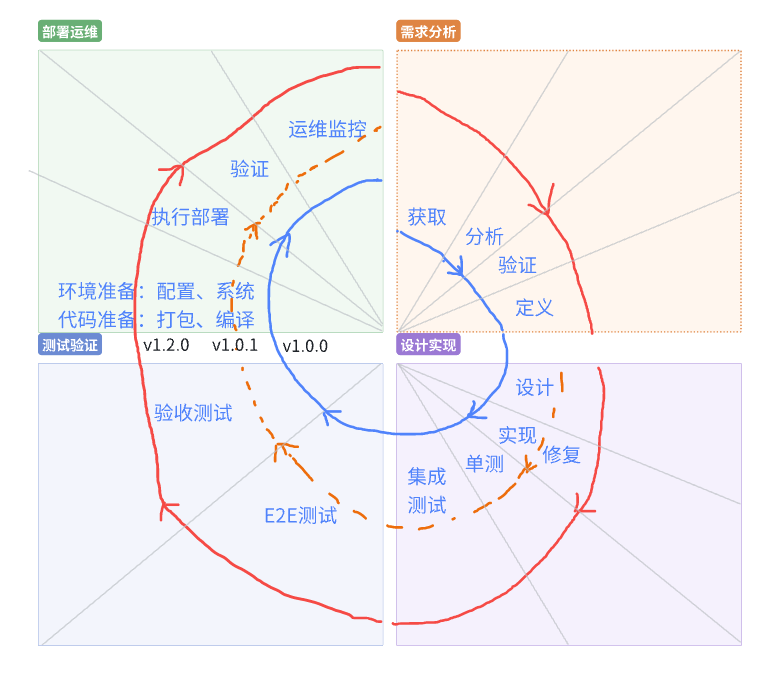 部署运维
需求分析
运维监控
验证
执行部署
环境准备：配置、系统
代码准备：打包、编译
获取
分析
验证
定义
测试验证
v1.2.0
v1.0.1
v1.0.0
设计实现
验收测试
E2E测试
设计
实现
修复
单测
集成
测试